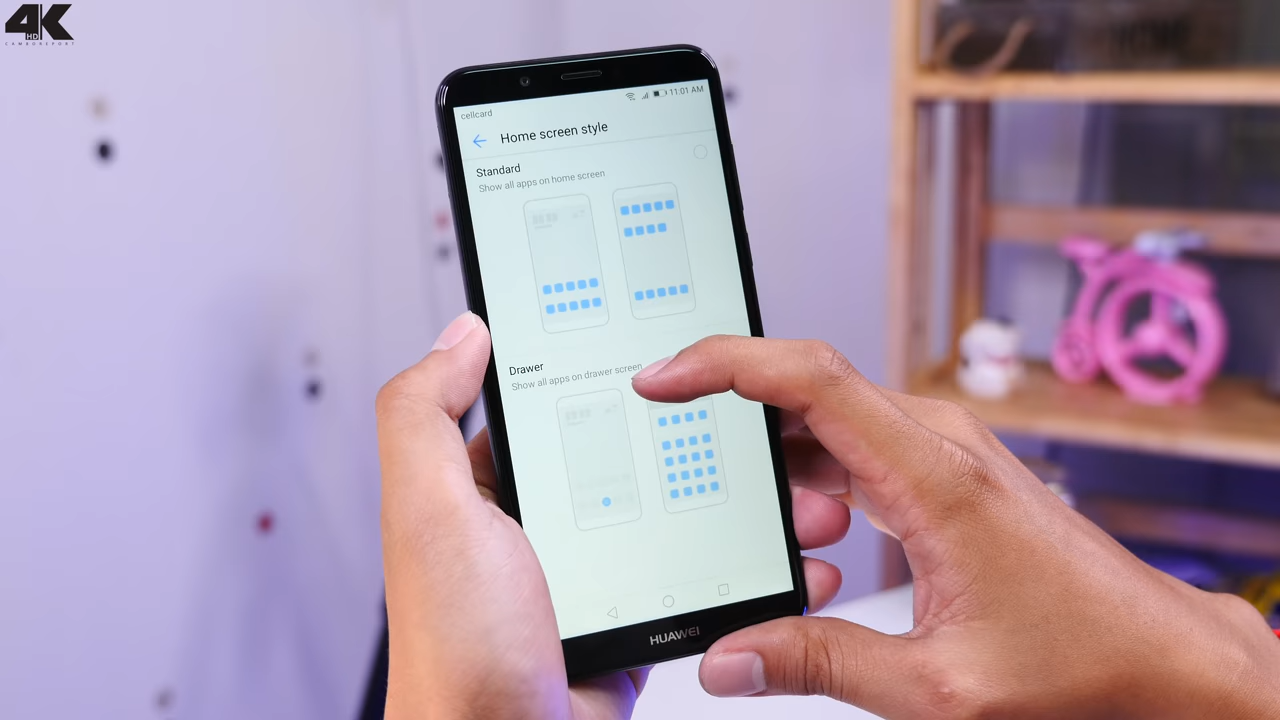 4K
HD
CAMBOREPORT
cellcard
11:01 AM
Home screen style
Standard
Show all apps on home screen
Drawer
Show all apps on drawer screen
HUAWEI